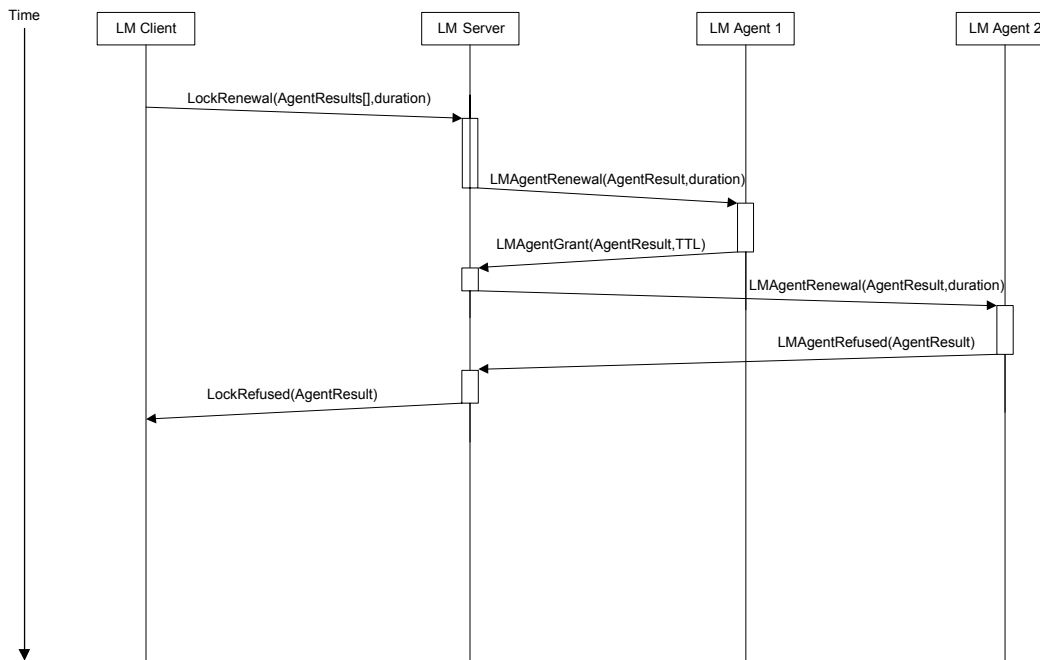 Time
LM Client
LM Server
LM Agent 1
LM Agent 2
LockRenewal(AgentResults[],duration)
LMAgentRenewal(AgentResult,duration)
LMAgentGrant(AgentResult,TTL)
LMAgentRenewal(AgentResult,duration)
LMAgentRefused(AgentResult)
LockRefused(AgentResult)